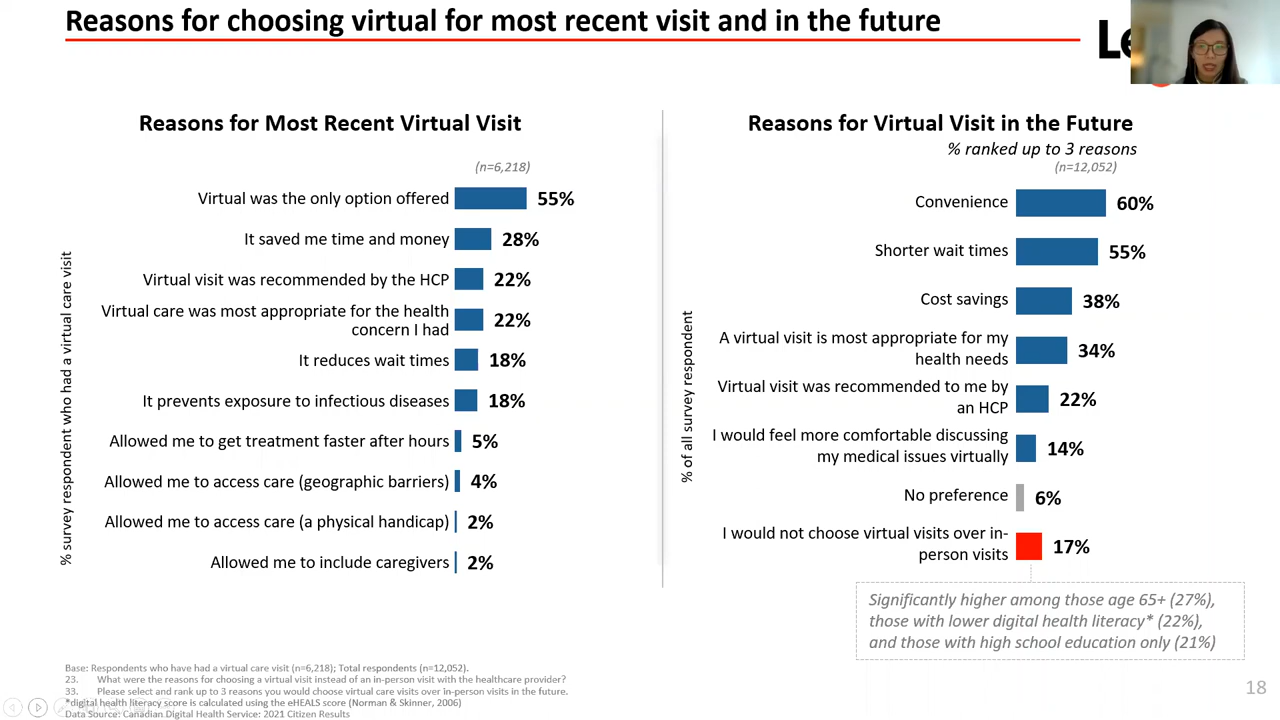 Reasons for choosing virtual for most recent visit and in the future
Reasons for Most Recent Virtual Visit
(n=6,218)
% survey respondent who had a virtual care visit
Virtual was the only option offered 55%
It saved me time and money 28%
Virtual visit was recommended by the HCP 22%
Virtual care was most appropriate for the health
concern I had 22%
It reduces wait times 18%
It prevents exposure to infectious diseases 18%
Allowed me to get treatment faster after hours 5%
Allowed me to access care (geographic barriers) 4%
Allowed me to access care (a physical handicap) 2%
Allowed me to include caregivers 2%
Reasons for Virtual Visit in the Future
% ranked up to 3 reasons
(n=12,052)
% of all survey respondent
Convenience 60%
Shorter wait times 55%
Cost savings 38%
A virtual visit is most appropriate for my
health needs 34%
Virtual visit was recommended to me by
an HCP 22%
I would feel more comfortable discussing
my medical issues virtually 14%
No preference 6%
I would not choose virtual visits over in-
person visits 17%
Significantly higher among those age 65+ (27%),
those with lower digital health literacy* (22%),
and those with high school education only (21%)
Base: Respondents who have had a virtual care visit (n=6,218); Total respondents (n=12,052).
23. What were the reasons for choosing a virtual visit instead of an in-person visit with the healthcare provider?
33. Please select and rank up to 3 reasons you would choose virtual care visits over in-person visits in the future.
*digital health literacy score is calculated using the eHEALS score (Norman & Skinner, 2006)
Data Source: Canadian Digital Health Service: 2021 Citizen Results
18